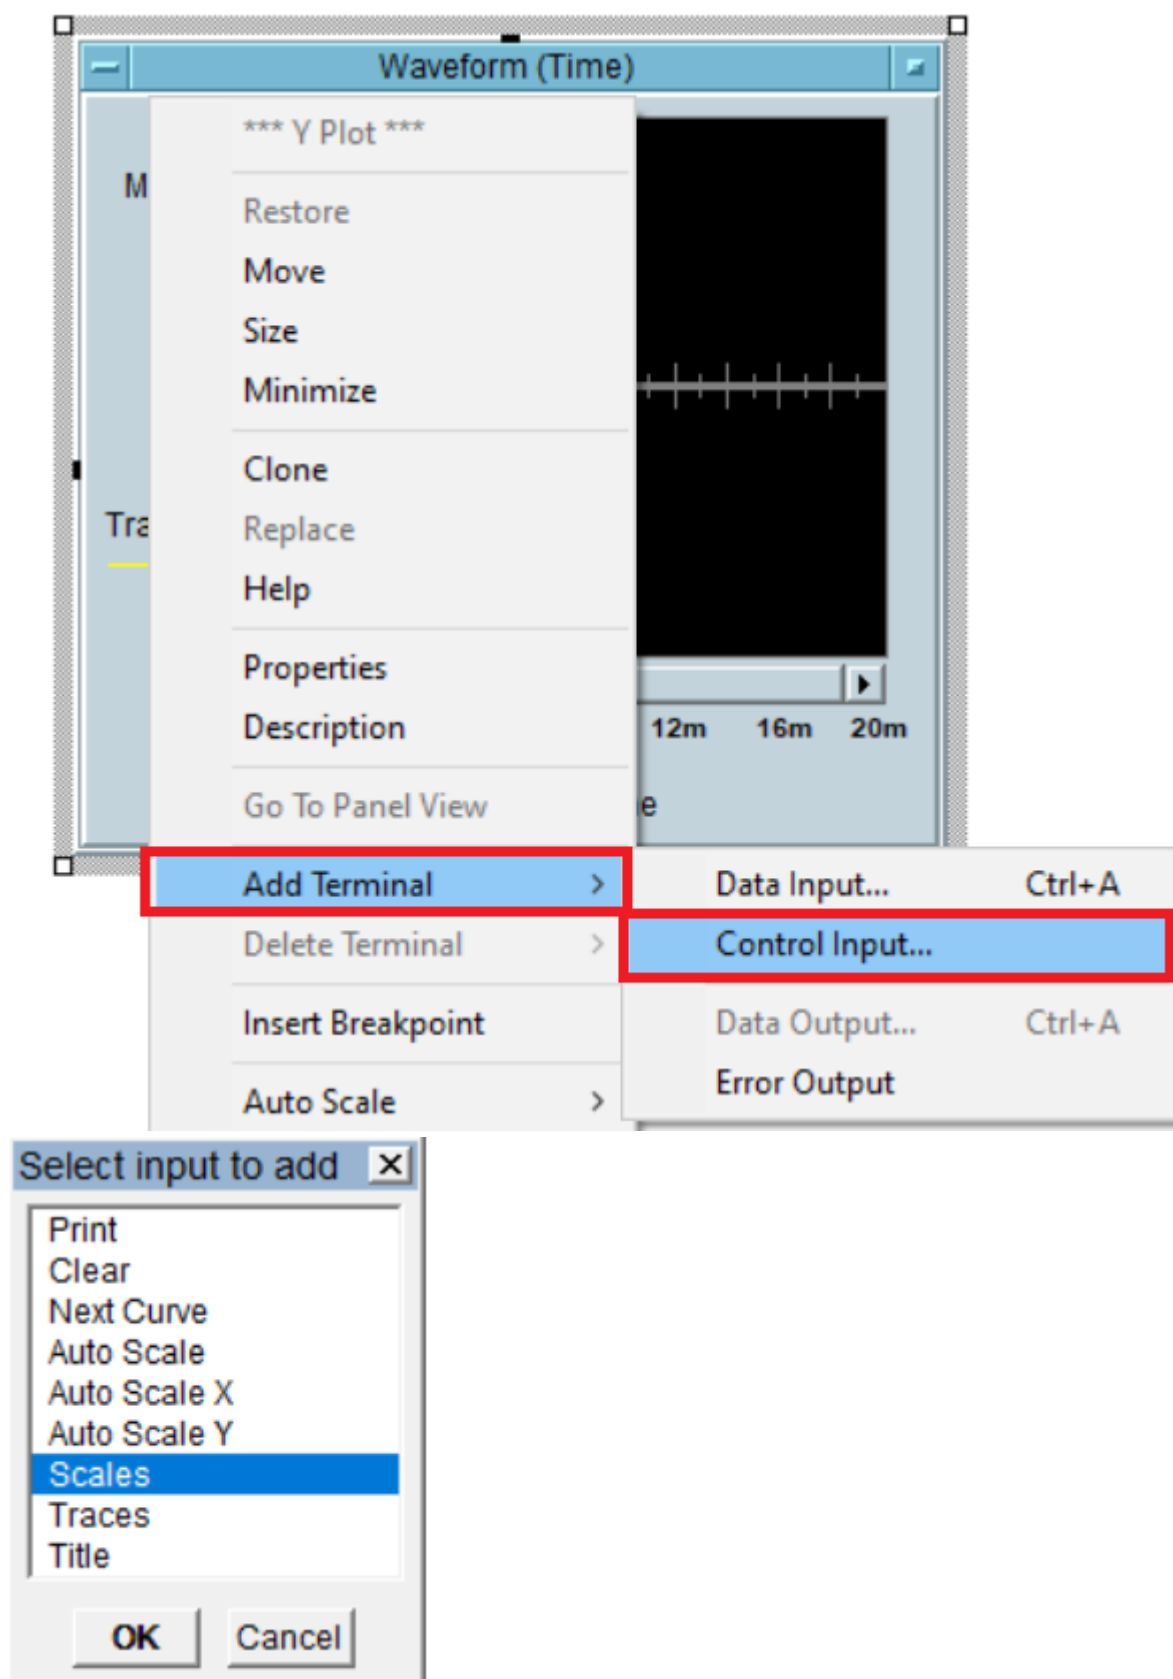 Waveform (Time)
*** Y Plot ***
M
Restore
Move
Size
Minimize
Clone
Tra
Replace
Help
Properties
Description
12m 16m 20m
Go To Panel View
e
Add Terminal >
Data Input... Ctrl+A
Delete Terminal >
Control Input...
Insert Breakpoint
Data Output... Ctrl+A
Auto Scale >
Error Output
Select input to add
Print
Clear
Next Curve
Auto Scale
Auto Scale X
Auto Scale Y
Scales
Traces
Title
OK Cancel